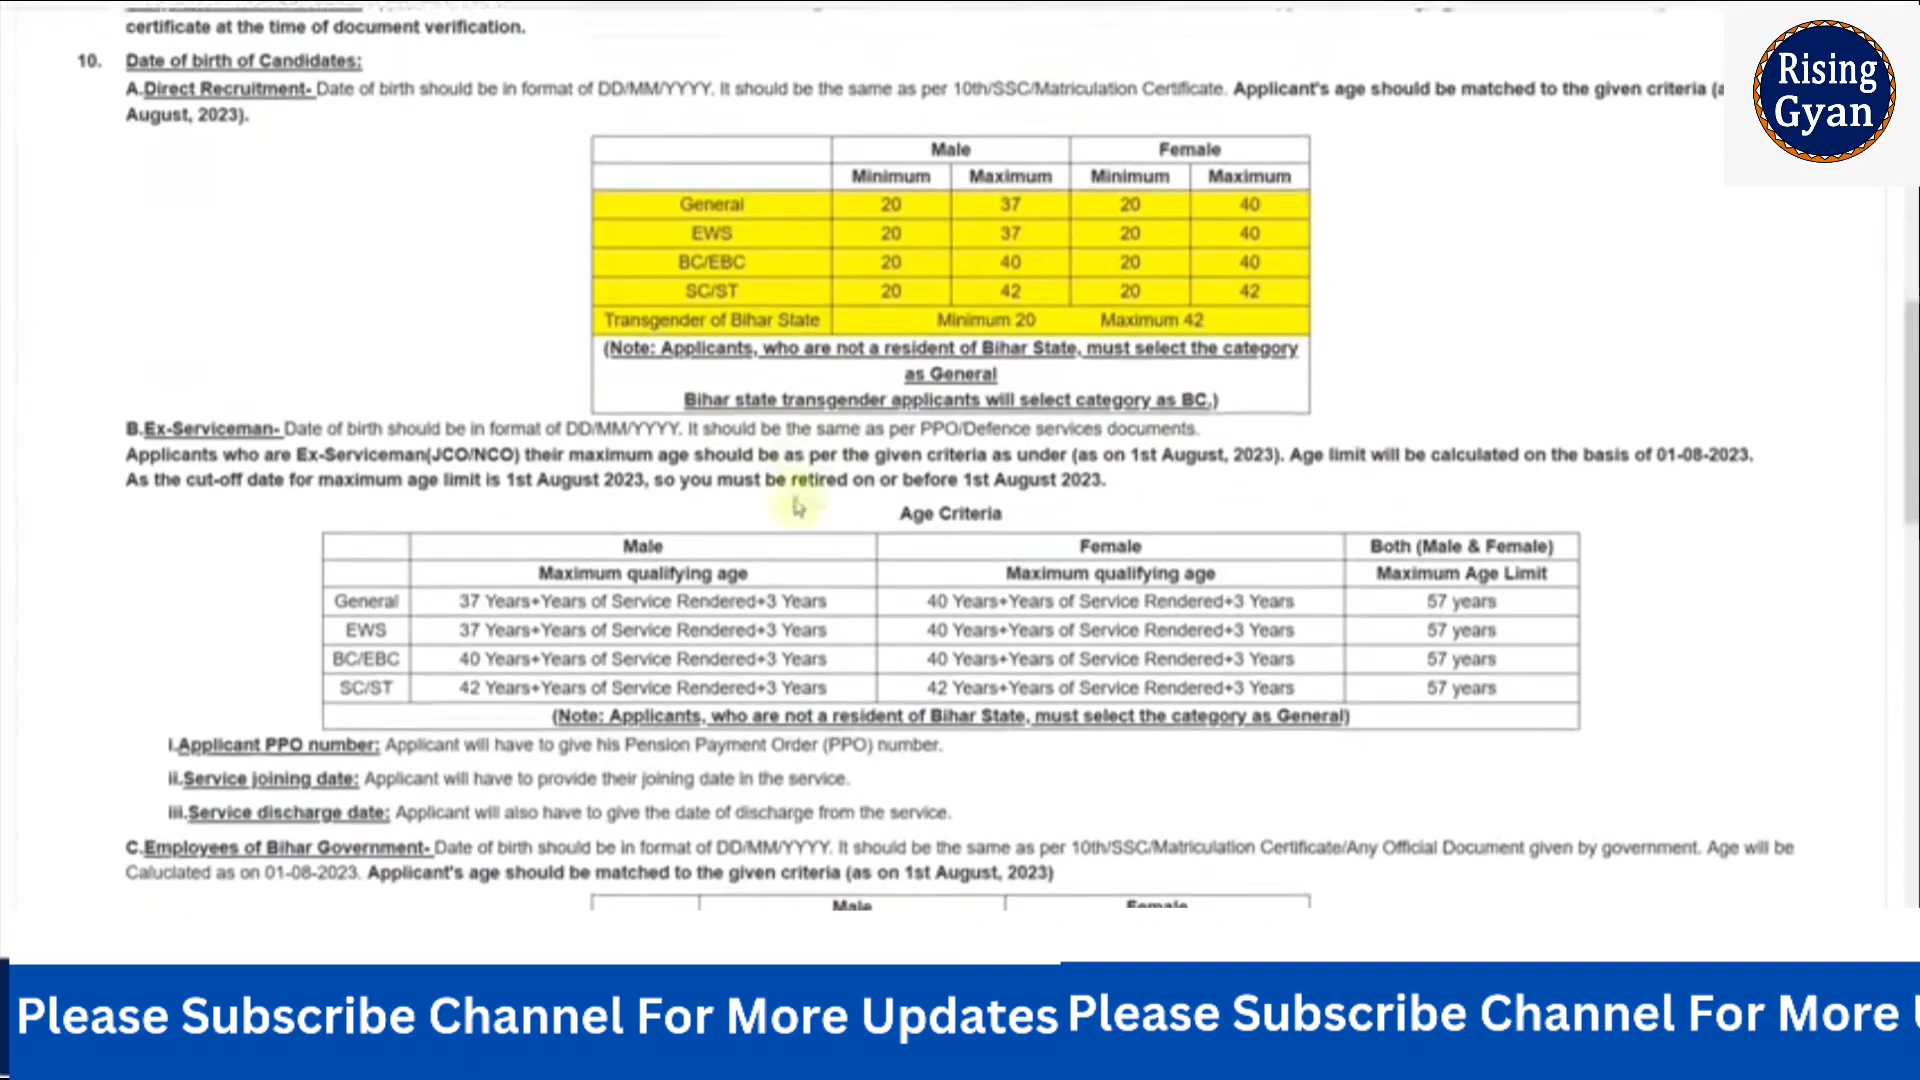 certificate at the time of document verification.
10. Date of birth of Candidates:
A.Direct Recruitment- Date of birth should be in format of DD/MM/YYYY. It should be the same as per 10th/SSC/Matriculation Certificate. Applicant's age should be matched to the given criteria (a
August, 2023).
Rising
Gyan
Male Female
Minimum Maximum Minimum Maximum
General 20 37 20 40
EWS 20 37 20 40
BC/EBC 20 40 20 40
SC/ST 20 42 20 42
Transgender of Bihar State Minimum 20 Maximum 42
(Note: Applicants, who are not a resident of Bihar State, must select the category
as General
Bihar state transgender applicants will select category as BC.)
B.Ex-Serviceman- Date of birth should be in format of DD/MM/YYYY. It should be the same as per PPO/Defence services documents.
Applicants who are Ex-Serviceman(JCO/NCO) their maximum age should be as per the given criteria as under (as on 1st August, 2023). Age limit will be calculated on the basis of 01-08-2023.
As the cut-off date for maximum age limit is 1st August 2023, so you must be retired on or before 1st August 2023.
Age Criteria
Male Female Both (Male & Female)
Maximum qualifying age Maximum qualifying age Maximum Age Limit
General 37 Years+Years of Service Rendered+3 Years 40 Years+Years of Service Rendered+3 Years 57 years
EWS 37 Years+Years of Service Rendered+3 Years 40 Years+Years of Service Rendered+3 Years 57 years
BC/EBC 40 Years+Years of Service Rendered+3 Years 40 Years+Years of Service Rendered+3 Years 57 years
SC/ST 42 Years+Years of Service Rendered+3 Years 42 Years+Years of Service Rendered+3 Years 57 years
(Note: Applicants, who are not a resident of Bihar State, must select the category as General)
i.Applicant PPO number: Applicant will have to give his Pension Payment Order (PPO) number.
ii.Service joining date: Applicant will have to provide their joining date in the service.
iii.Service discharge date: Applicant will also have to give the date of discharge from the service.
C.Employees of Bihar Government- Date of birth should be in format of DD/MM/YYYY. It should be the same as per 10th/SSC/Matriculation Certificate/Any Official Document given by government. Age will be
Caluclated as on 01-08-2023. Applicant's age should be matched to the given criteria (as on 1st August, 2023)
Male Female
Please Subscribe Channel For More Updates Please Subscribe Channel For More